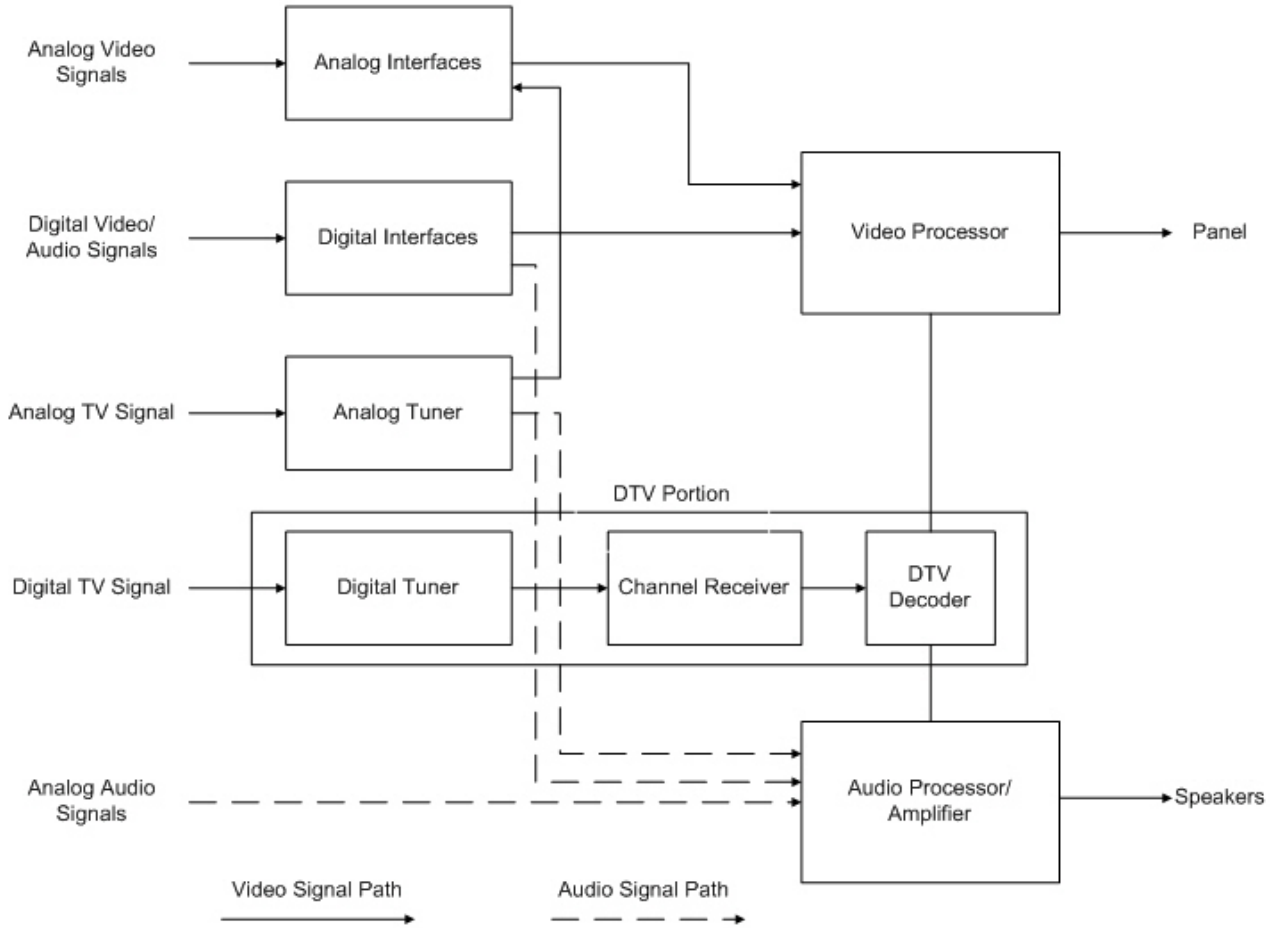 Analog Video
Signals
Analog Interfaces
Digital Video/
Audio Signals
Digital Interfaces
Video Processor
Panel
Analog TV Signal
Analog Tuner
DTV Portion
Digital TV Signal
Digital Tuner
Channel Receiver
DTV
Decoder
Analog Audio
Signals
Audio Processor/
Amplifier
Speakers
Video Signal Path
Audio Signal Path